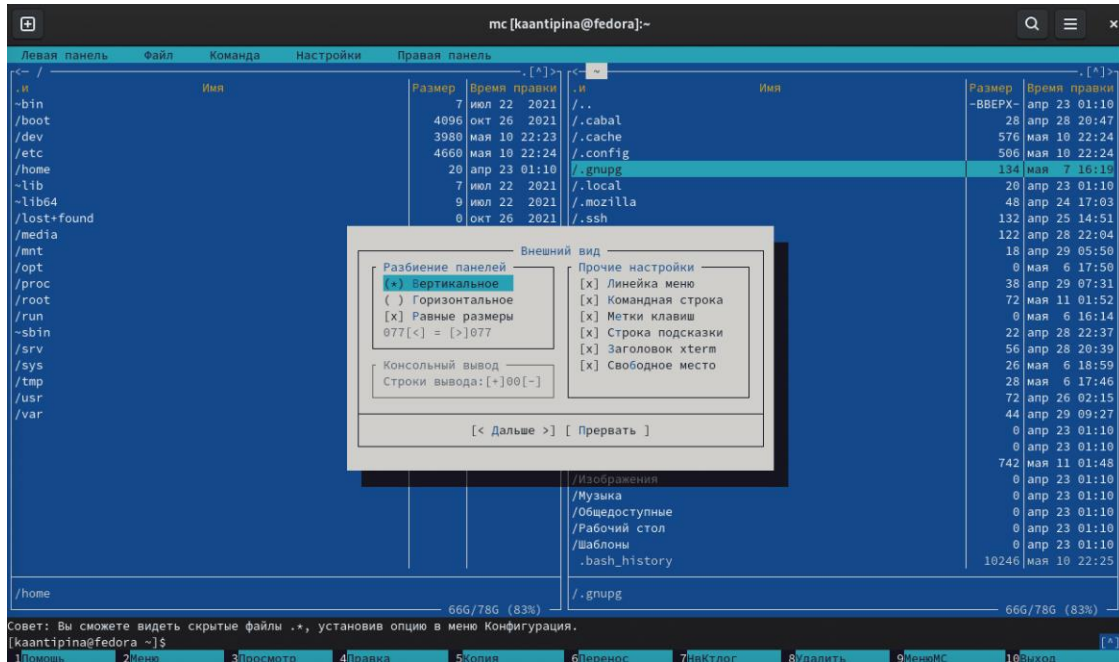 mc [kaantipina@fedora]:~
Левая панель Файл Команда Настройки Правая панель
<─ / .[^]>
.и Имя Размер Время правки
~bin 7 июл 22 2021
/boot 4096 окт 26 2021
/dev 3980 мая 10 22:23
/etc 4660 мая 10 22:24
/home 20 апр 23 01:10
~lib 7 июл 22 2021
~lib64 9 июл 22 2021
/lost+found 0 окт 26 2021
/media
/mnt
/opt
/proc
/root
/run
~sbin
/srv
/sys
/tmp
/usr
/var
/home
66G/78G (83%)
<─ ~ .[^]>
.и Имя Размер Время правки
/.. -ВВЕРХ- апр 23 01:10
/.cabal 28 апр 28 20:47
/.cache 576 мая 10 22:24
/.config 506 мая 10 22:24
/.gnupg 134 мая 7 16:19
/.local 20 апр 23 01:10
/.mozilla 48 апр 24 17:03
/.ssh 132 апр 25 14:51
122 апр 28 22:04
18 апр 29 05:50
0 мая 6 17:50
38 апр 29 07:31
72 мая 11 01:52
0 мая 6 16:14
22 апр 28 22:37
56 апр 28 20:39
26 мая 6 18:59
28 мая 6 17:46
72 апр 26 02:15
44 апр 29 09:27
0 апр 23 01:10
0 апр 23 01:10
742 мая 11 01:48
/Изображения 0 апр 23 01:10
/Музыка 0 апр 23 01:10
/Общедоступные 0 апр 23 01:10
/Рабочий стол 0 апр 23 01:10
/Шаблоны 0 апр 23 01:10
.bash_history 10246 мая 10 22:25
/.gnupg
66G/78G (83%)
Внешний вид
Разбиение панелей
(*) Вертикальное
( ) Горизонтальное
[x] Равные размеры
077[<] = [>]077
Консольный вывод
Строки вывода:[+]00[-]
Прочие настройки
[x] Линейка меню
[x] Командная строка
[x] Метки клавиш
[x] Строка подсказки
[x] Заголовок xterm
[x] Свободное место
[< Дальше >] [ Прервать ]
Совет: Вы сможете видеть скрытые файлы .*, установив опцию в меню Конфигурация.
[kaantipina@fedora ~]$ [^]
1Помощь 2Меню 3Просмотр 4Правка 5Копия 6Перенос 7НвКтлог 8Удалить 9МенюMC 10Выход